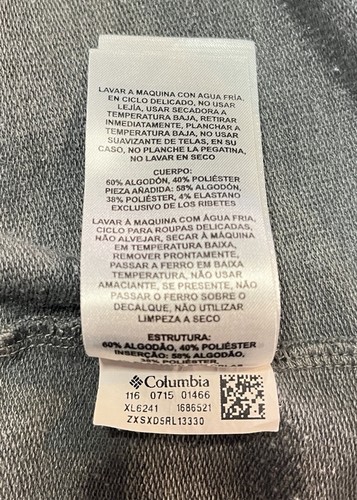 LAVAR A MAQUINA CON AGUA FRÍA,
EN CICLO DELICADO, NO USAR
LEJÍA, USAR SECADORA A
TEMPERATURA BAJA, RETIRAR
INMEDIATAMENTE, PLANCHAR A
TEMPERATURA BAJA, NO USAR
SUAVIZANTE DE TELAS, EN SU
CASO, NO PLANCHE LA PEGATINA,
NO LAVAR EN SECO
CUERPO:
60% ALGODÓN, 40% POLIÉSTER
PIEZA AÑADIDA: 58% ALGODÓN,
38% POLIÉSTER, 4% ELASTANO
EXCLUSIVO DE LOS RIBETES
LAVAR À MAQUINA COM ÁGUA FRIA,
CICLO PARA ROUPAS DELICADAS,
NÃO ALVEJAR, SECAR À MÁQUINA
EM TEMPERATURA BAIXA,
REMOVER PRONTAMENTE,
PASSAR A FERRO EM BAIXA
TEMPERATURA, NÃO USAR
AMACIANTE, SE PRESENTE, NÃO
PASSAR O FERRO SOBRE O
DECALQUE, NÃO UTILIZAR
LIMPEZA A SECO
ESTRUTURA:
60% ALGODÃO, 40% POLIÉSTER
INSERÇÃO: 58% ALGODÃO,
38% POLIÉSTER,
Columbia
116 0715 01466
XL6241 1686521
ZXSXD5RL13330